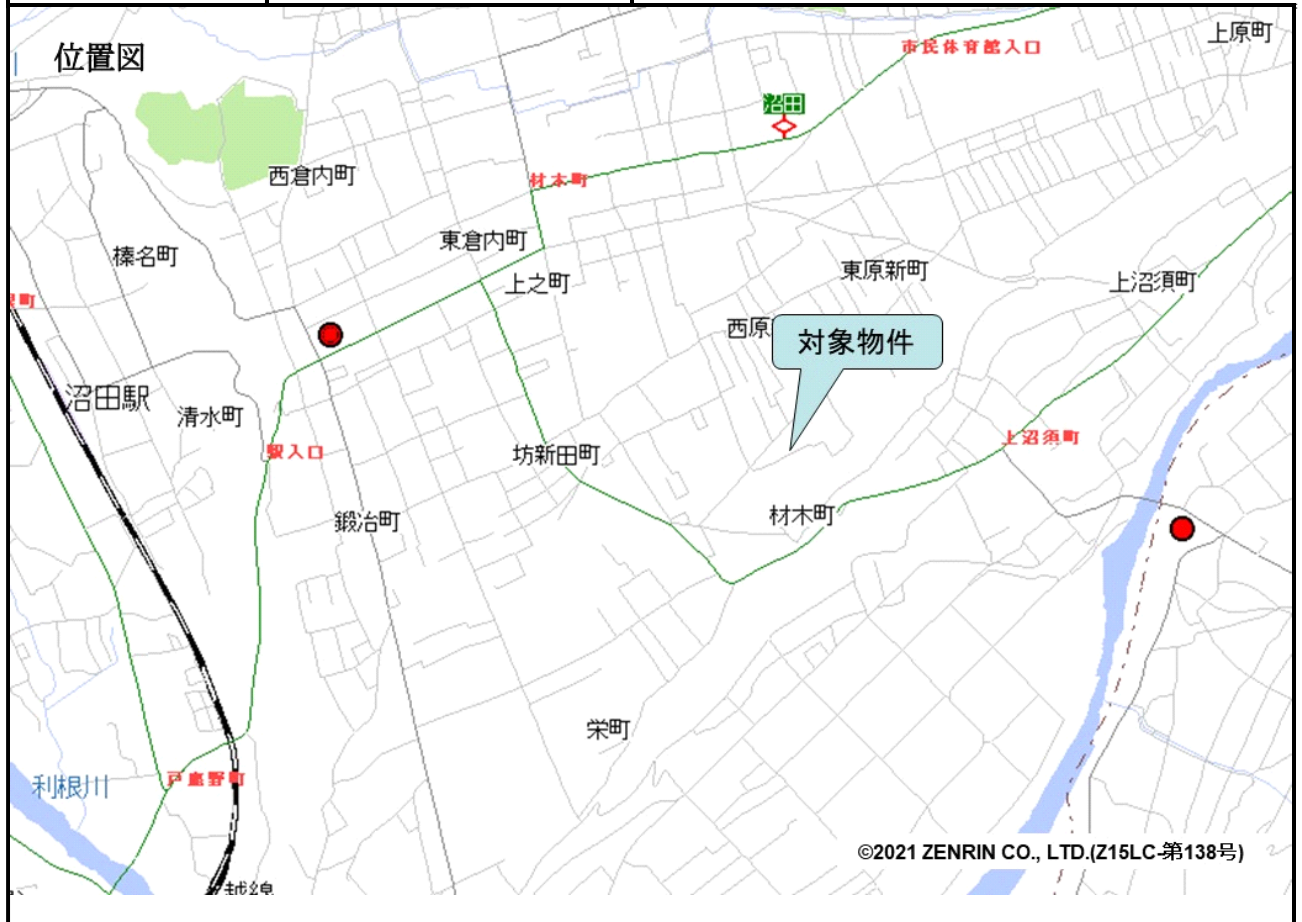 位置図
上原町
市民体育館入口
沼田
西倉内町
材木町
東倉内町
榛名町
上之町
東原新町
上沼須町
町
西原
対象物件
沼田駅
清水町
駅入口
坊新田町
上沼須町
鍛冶町
材木町
栄町
利根川
戸鹿野町
©2021 ZENRIN CO., LTD.(Z15LC-第138号)
越線